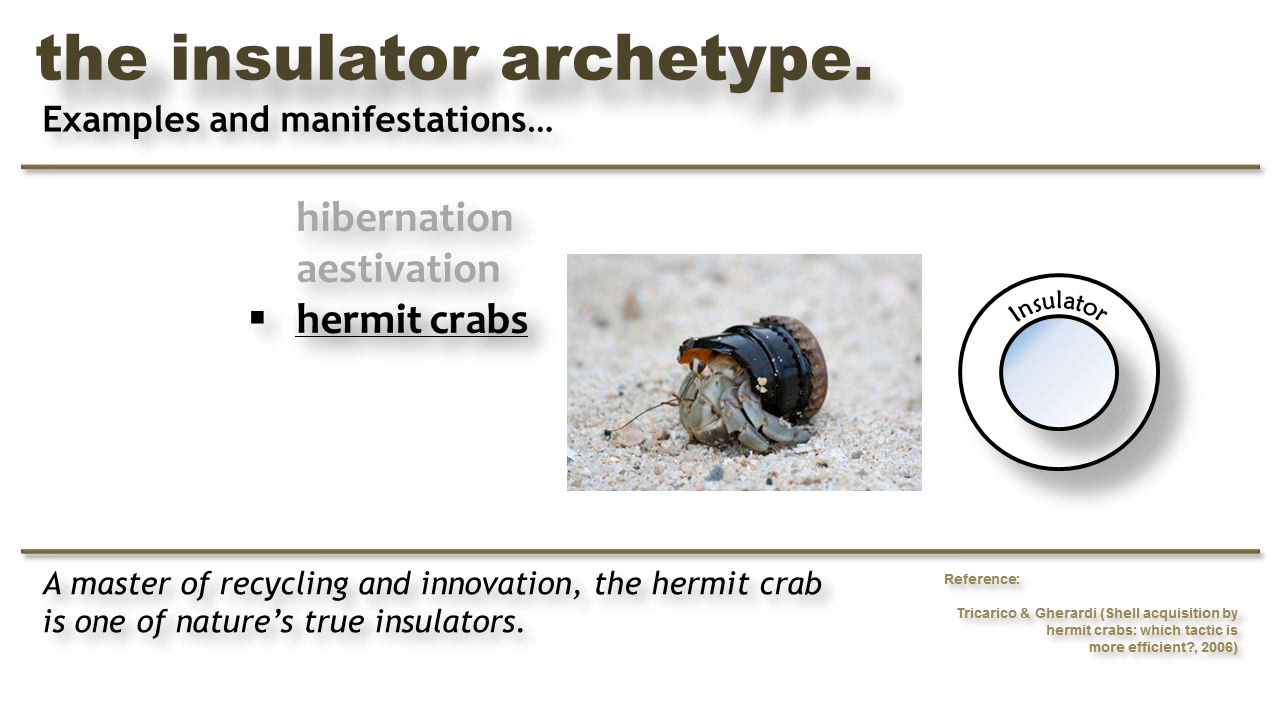 the insulator archetype.
Examples and manifestations…
hibernation
aestivation
▪ hermit crabs
Insulator
A master of recycling and innovation, the hermit crab
is one of nature’s true insulators.
Reference:
Tricarico & Gherardi (Shell acquisition by
hermit crabs: which tactic is
more efficient?, 2006)